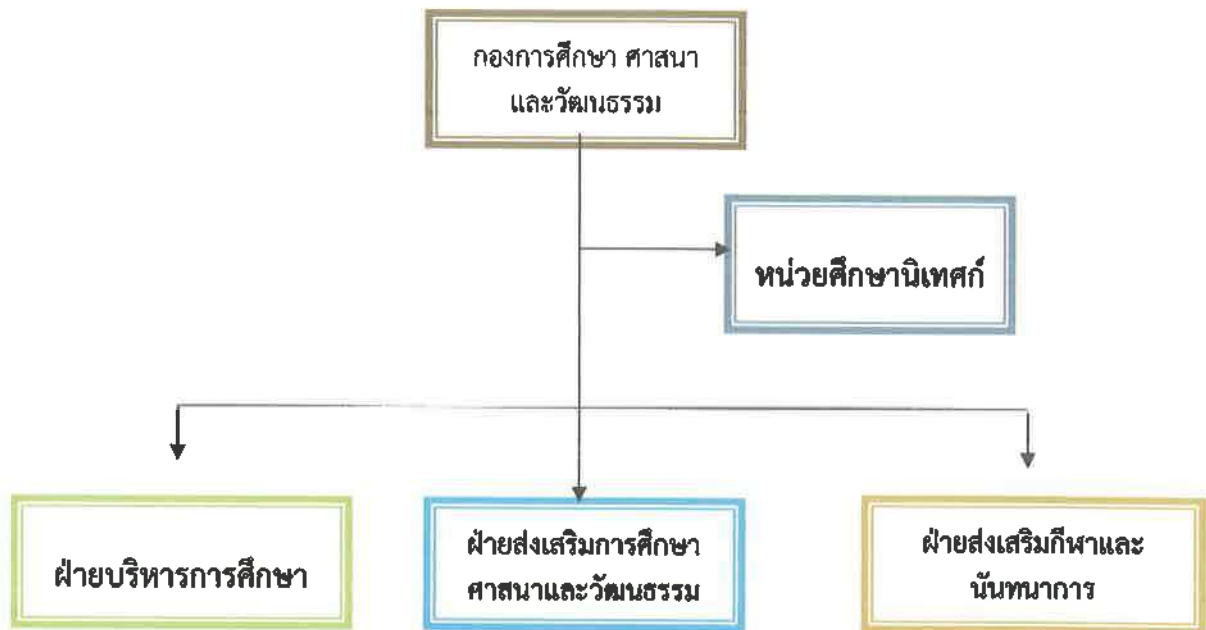 กองการศึกษา ศาสนา
และวัฒนธรรม
หน่วยศึกษานิเทศก์
ฝ่ายบริหารการศึกษา
ฝ่ายส่งเสริมการศึกษา
ศาสนาและวัฒนธรรม
ฝ่ายส่งเสริมกีฬาและ
นันทนาการ